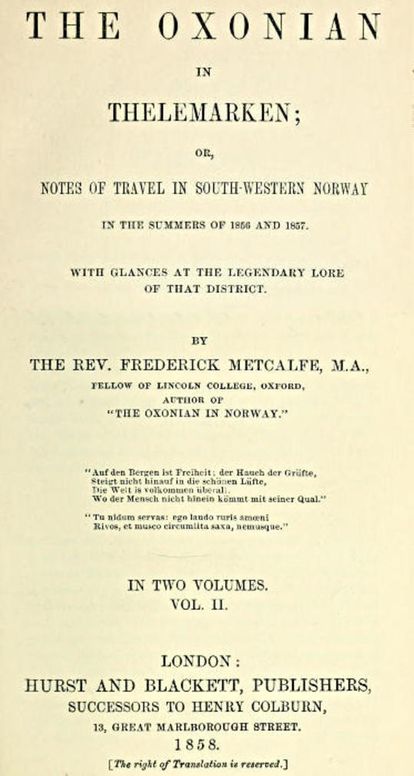 THE OXONIAN
IN
THELEMARKEN;
OR,
NOTES OF TRAVEL IN SOUTH-WESTERN NORWAY
IN THE SUMMERS OF 1856 AND 1857.
WITH GLANCES AT THE LEGENDARY LORE
OF THAT DISTRICT.
BY
THE REV. FREDERICK METCALFE, M.A.,
FELLOW OF LINCOLN COLLEGE, OXFORD,
AUTHOR OF
"THE OXONIAN IN NORWAY."
"Auf den Bergen ist Freiheit; der Hauch der Grüfte,
Steigt nicht hinauf in die schönen Lüfte,
Die Welt is volkommen überall,
Wo der Mensch nicht hinein kömmt mit seiner Qual."
"Tu nidum servas: ego laudo ruris amœni
Rivos, et musco circumlita saxa, nemusque."
IN TWO VOLUMES.
VOL. II.
LONDON:
HURST AND BLACKETT, PUBLISHERS,
SUCCESSORS TO HENRY COLBURN,
13, GREAT MARLBOROUGH STREET.
1858.
[The right of Translation is reserved.]